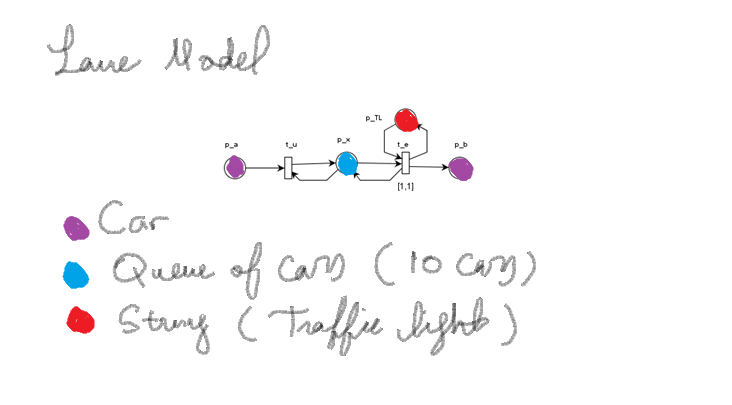 Lane Model
p_TL
p_a t_u p_x t_e p_b
[1,1]
Car
Queue of cars (10 cars)
String (Traffic light)